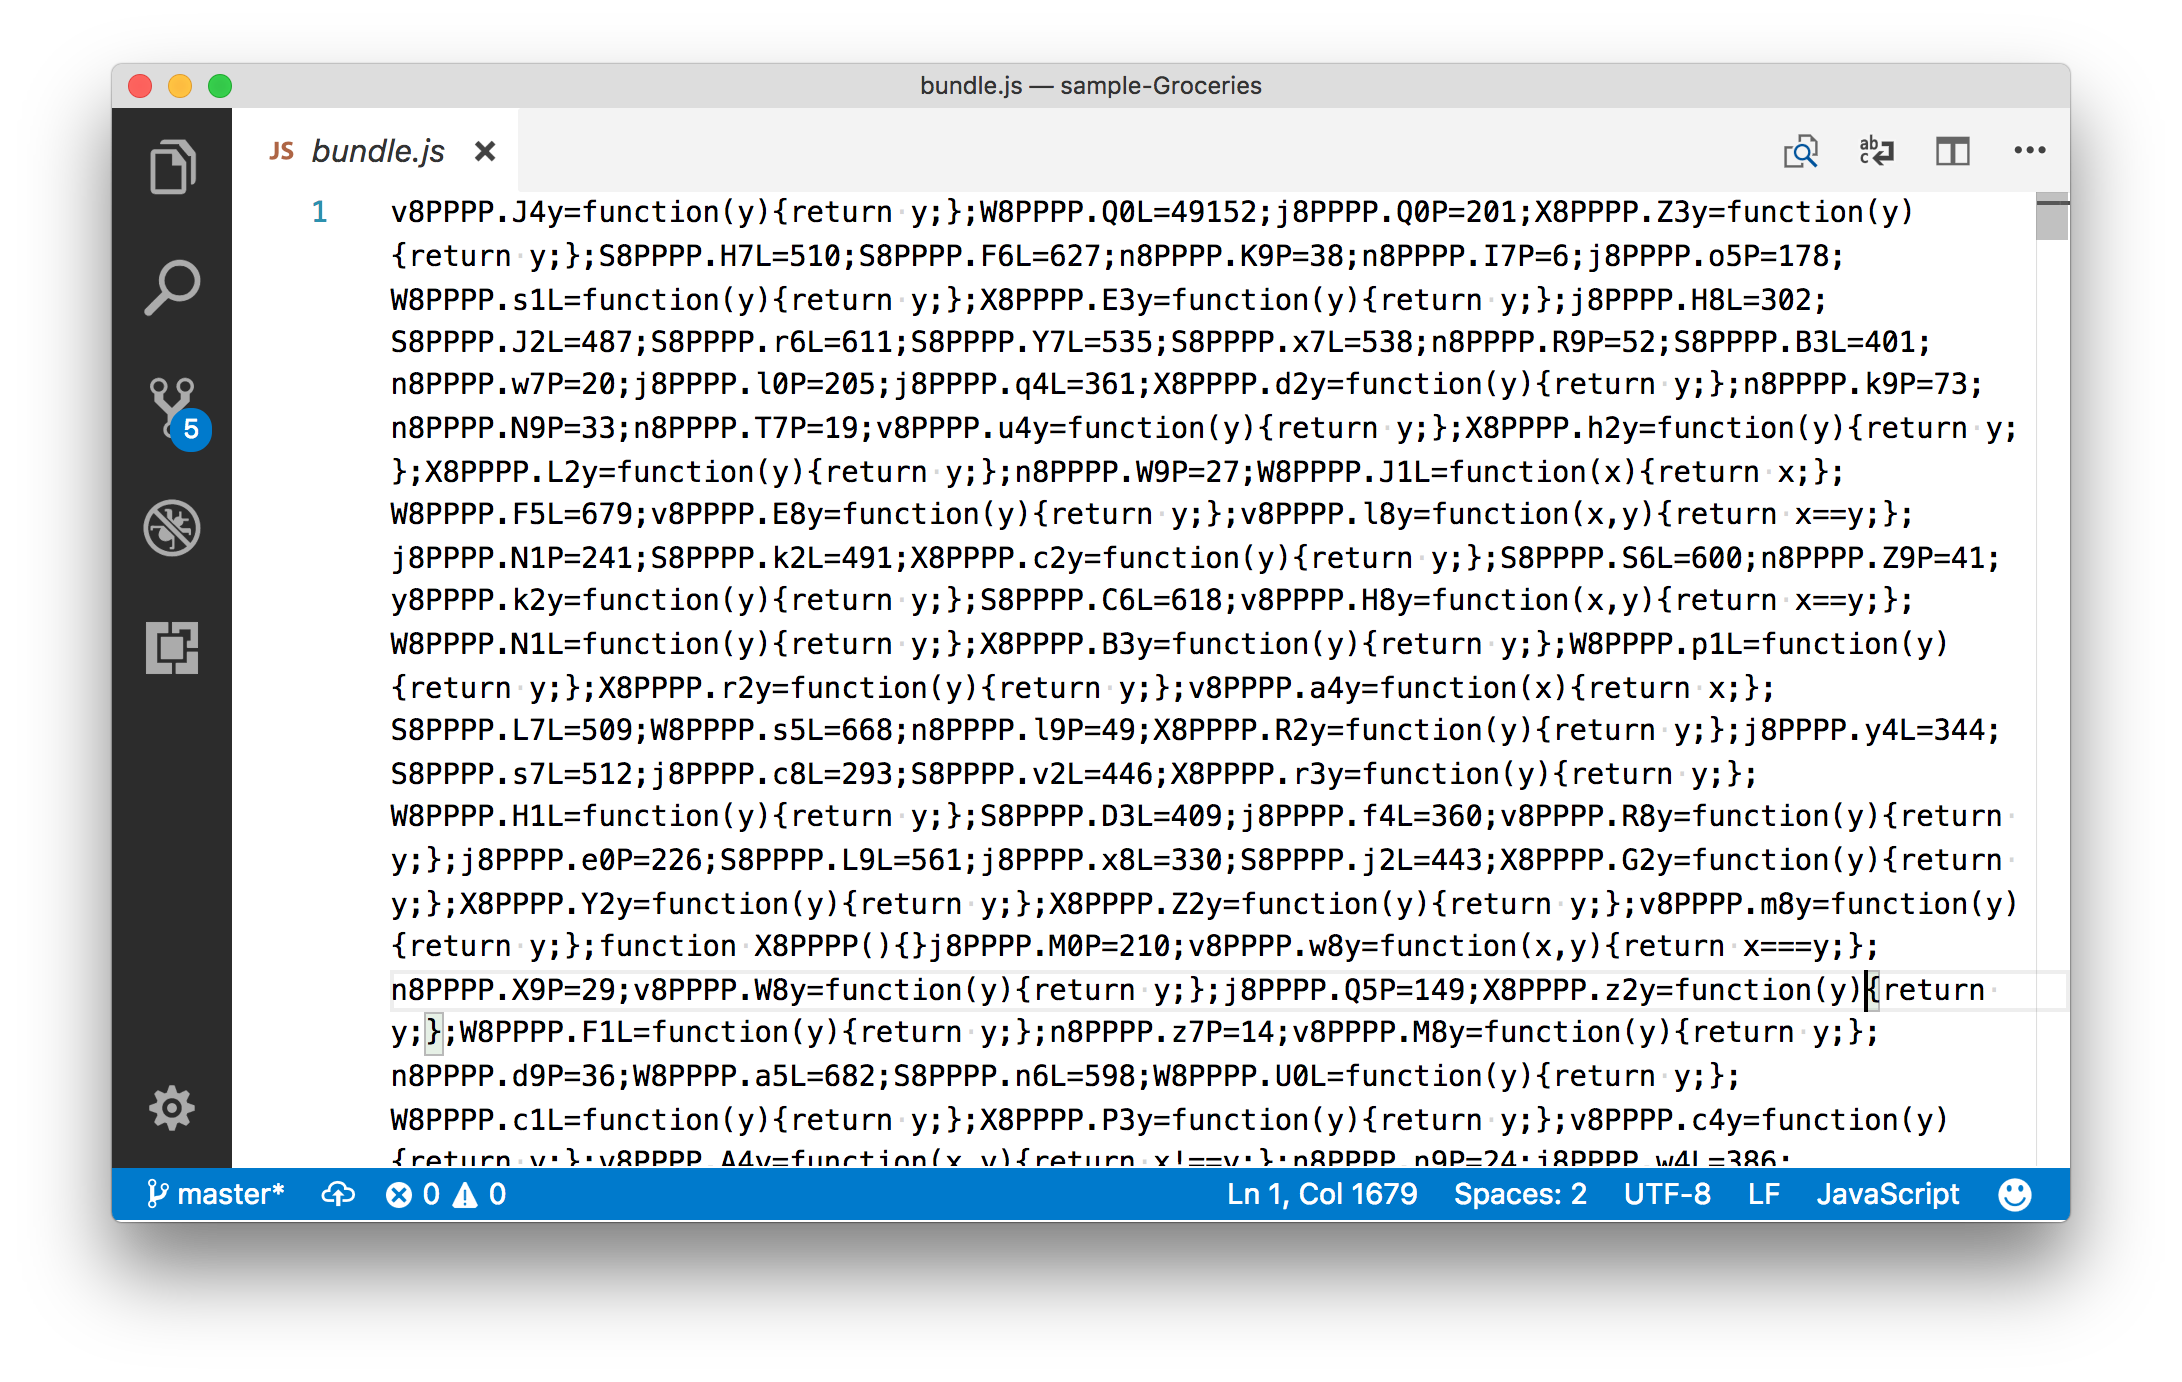 bundle.js — sample-Groceries
JS bundle.js
1 v8PPPP.J4y=function(y){return y;};W8PPPP.Q0L=49152;j8PPPP.Q0P=201;X8PPPP.Z3y=function(y)
{return y;};S8PPPP.H7L=510;S8PPPP.F6L=627;n8PPPP.K9P=38;n8PPPP.I7P=6;j8PPPP.o5P=178;
W8PPPP.s1L=function(y){return y;};X8PPPP.E3y=function(y){return y;};j8PPPP.H8L=302;
S8PPPP.J2L=487;S8PPPP.r6L=611;S8PPPP.Y7L=535;S8PPPP.x7L=538;n8PPPP.R9P=52;S8PPPP.B3L=401;
n8PPPP.w7P=20;j8PPPP.l0P=205;j8PPPP.q4L=361;X8PPPP.d2y=function(y){return y;};n8PPPP.k9P=73;
n8PPPP.N9P=33;n8PPPP.T7P=19;v8PPPP.u4y=function(y){return y;};X8PPPP.h2y=function(y){return y;
};X8PPPP.L2y=function(y){return y;};n8PPPP.W9P=27;W8PPPP.J1L=function(x){return x;};
W8PPPP.F5L=679;v8PPPP.E8y=function(y){return y;};v8PPPP.l8y=function(x,y){return x==y;};
j8PPPP.N1P=241;S8PPPP.k2L=491;X8PPPP.c2y=function(y){return y;};S8PPPP.S6L=600;n8PPPP.Z9P=41;
y8PPPP.k2y=function(y){return y;};S8PPPP.C6L=618;v8PPPP.H8y=function(x,y){return x==y;};
W8PPPP.N1L=function(y){return y;};X8PPPP.B3y=function(y){return y;};W8PPPP.p1L=function(y)
{return y;};X8PPPP.r2y=function(y){return y;};v8PPPP.a4y=function(x){return x;};
S8PPPP.L7L=509;W8PPPP.s5L=668;n8PPPP.l9P=49;X8PPPP.R2y=function(y){return y;};j8PPPP.y4L=344;
S8PPPP.s7L=512;j8PPPP.c8L=293;S8PPPP.v2L=446;X8PPPP.r3y=function(y){return y;};
W8PPPP.H1L=function(y){return y;};S8PPPP.D3L=409;j8PPPP.f4L=360;v8PPPP.R8y=function(y){return
y;};j8PPPP.e0P=226;S8PPPP.L9L=561;j8PPPP.x8L=330;S8PPPP.j2L=443;X8PPPP.G2y=function(y){return
y;};X8PPPP.Y2y=function(y){return y;};X8PPPP.Z2y=function(y){return y;};v8PPPP.m8y=function(y)
{return y;};function X8PPPP(){}j8PPPP.M0P=210;v8PPPP.w8y=function(x,y){return x===y;};
n8PPPP.X9P=29;v8PPPP.W8y=function(y){return y;};j8PPPP.Q5P=149;X8PPPP.z2y=function(y){return
y;};W8PPPP.F1L=function(y){return y;};n8PPPP.z7P=14;v8PPPP.M8y=function(y){return y;};
n8PPPP.d9P=36;W8PPPP.a5L=682;S8PPPP.n6L=598;W8PPPP.U0L=function(y){return y;};
W8PPPP.c1L=function(y){return y;};X8PPPP.P3y=function(y){return y;};v8PPPP.c4y=function(y)
{return y;};v8PPPP.A4y=function(x,y){return x!==y;};n8PPPP.n9P=24;j8PPPP.w4L=386;
5
master* 0 0 Ln 1, Col 1679 Spaces: 2 UTF-8 LF JavaScript